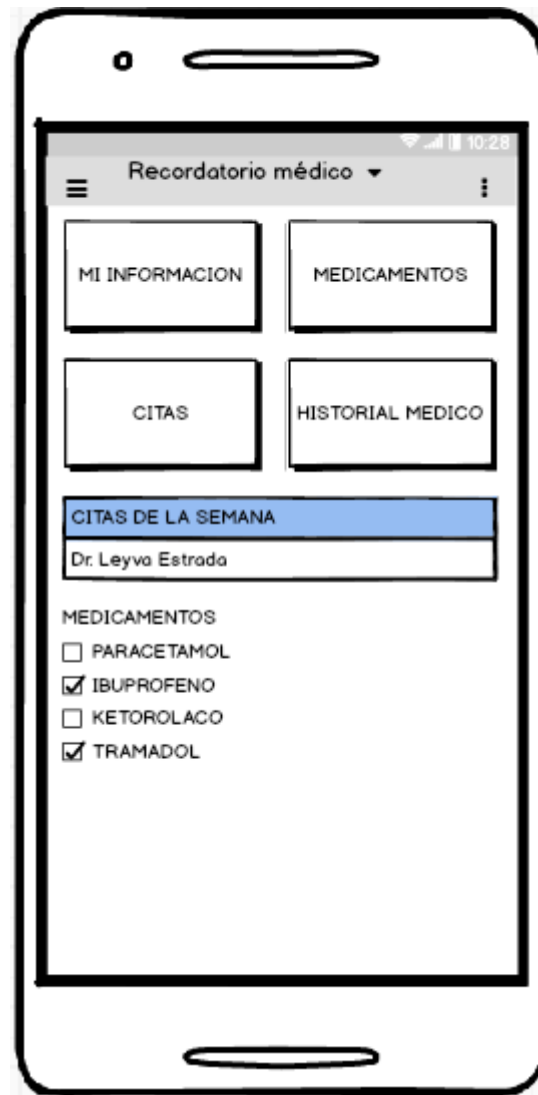 10:28
Recordatorio médico
MI INFORMACION
MEDICAMENTOS
CITAS
HISTORIAL MEDICO
CITAS DE LA SEMANA
Dr. Leyva Estrada
MEDICAMENTOS
PARACETAMOL
IBUPROFENO
KETOROLACO
TRAMADOL